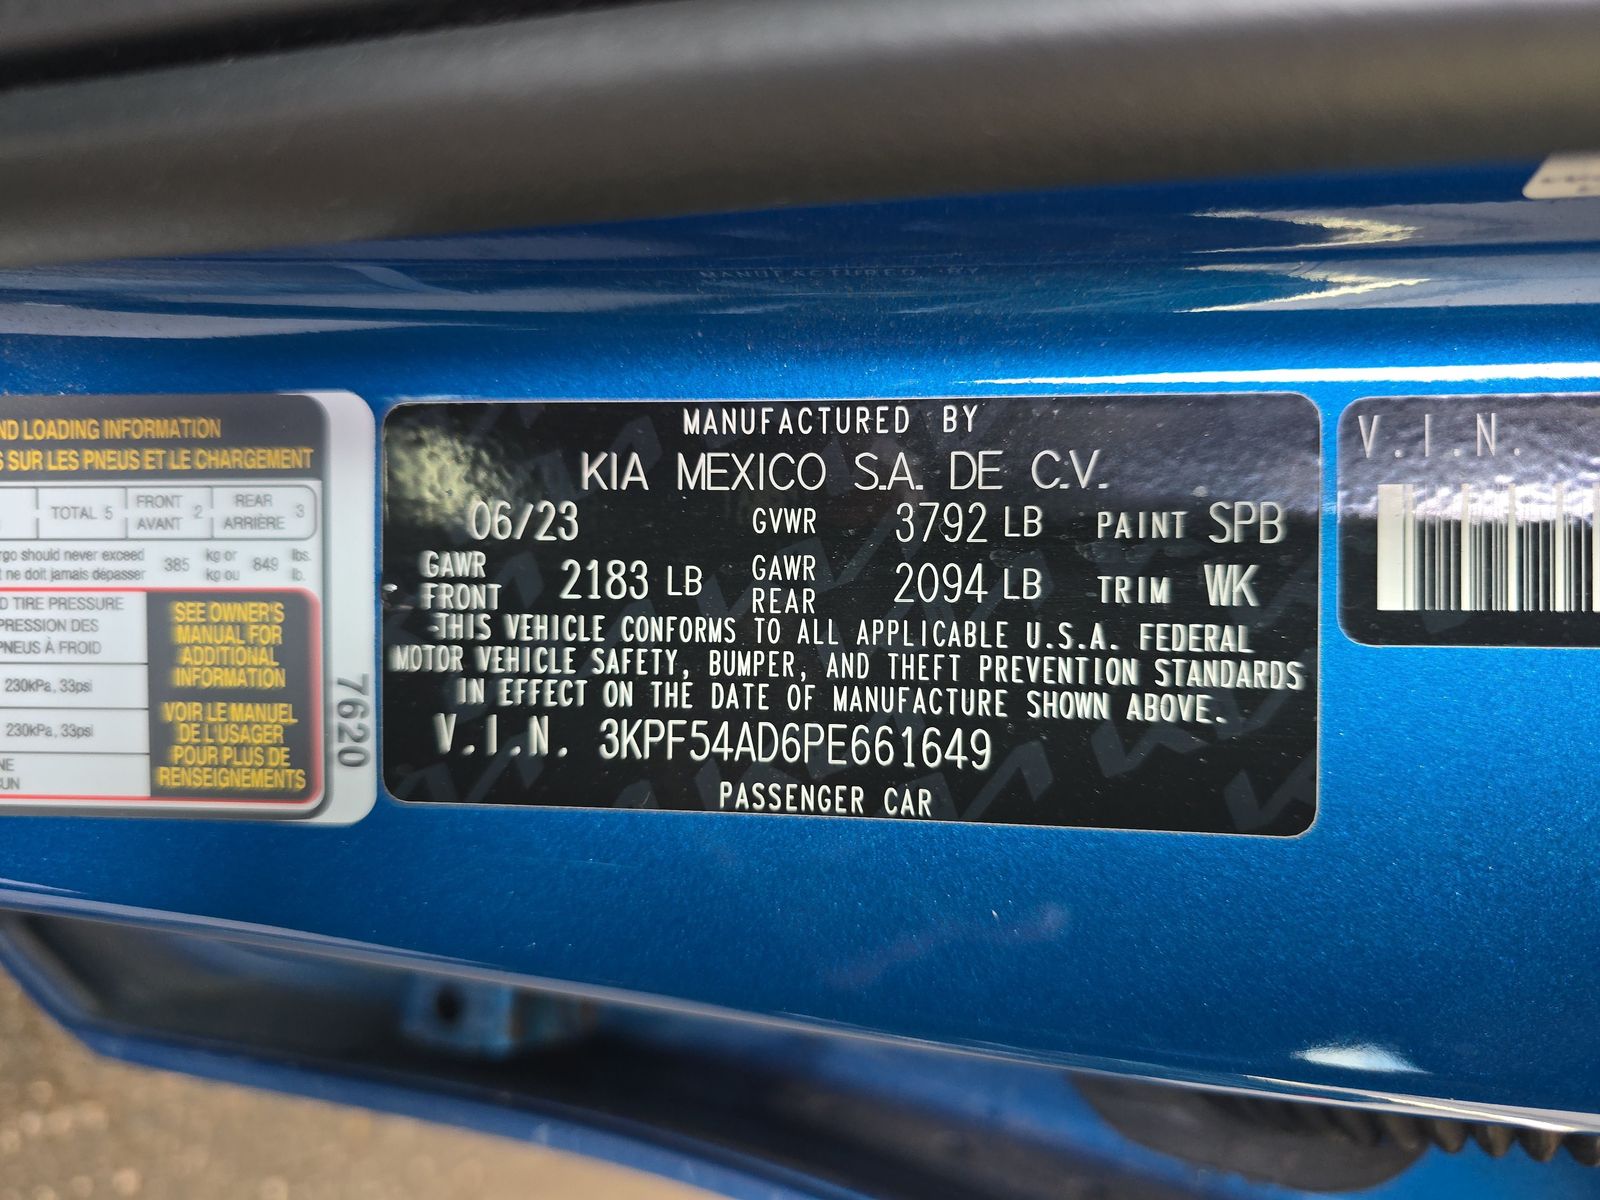 ND LOADING INFORMATION
SUR LES PNEUS ET LE CHARGEMENT
TOTAL 5 FRONT AVANT 2 REAR ARRIÈRE 3
rgo should never exceed 385 kg or 849 lbs.
t ne doit jamais dépasser kg ou lb.
D TIRE PRESSURE
PRESSION DES
PNEUS À FROID
230kPa, 33psi
230kPa, 33psi
NE
UN
SEE OWNER'S
MANUAL FOR
ADDITIONAL
INFORMATION
VOIR LE MANUEL
DE L'USAGER
POUR PLUS DE
RENSEIGNEMENTS
7620
MANUFACTURED BY
KIA MEXICO S.A. DE C.V.
06/23 GVWR 3792 LB PAINT SPB
GAWR FRONT 2183 LB GAWR REAR 2094 LB TRIM WK
THIS VEHICLE CONFORMS TO ALL APPLICABLE U.S.A. FEDERAL
MOTOR VEHICLE SAFETY, BUMPER, AND THEFT PREVENTION STANDARDS
IN EFFECT ON THE DATE OF MANUFACTURE SHOWN ABOVE.
V.I.N. 3KPF54AD6PE661649
PASSENGER CAR
V.I.N.